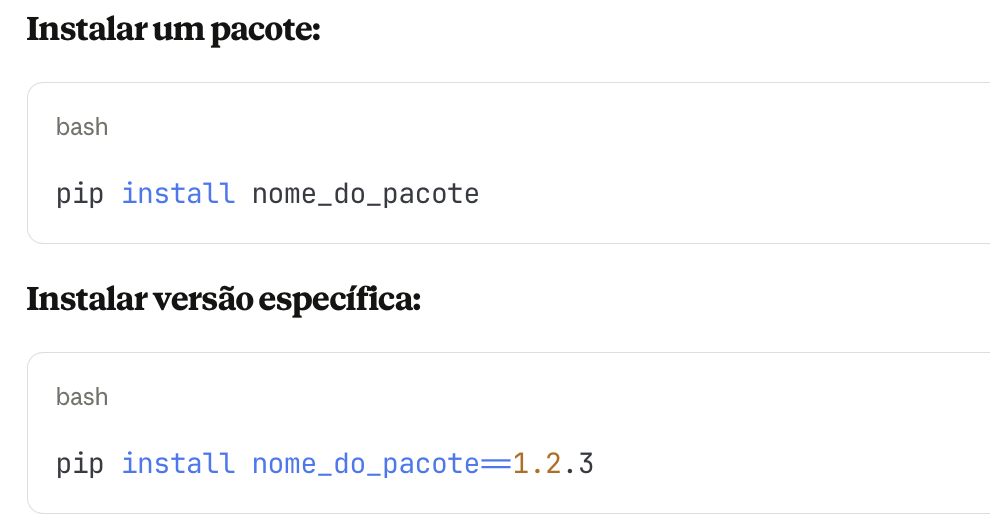 Instalar um pacote:
bash
pip install nome_do_pacote
Instalar versão específica:
bash
pip install nome_do_pacote==1.2.3